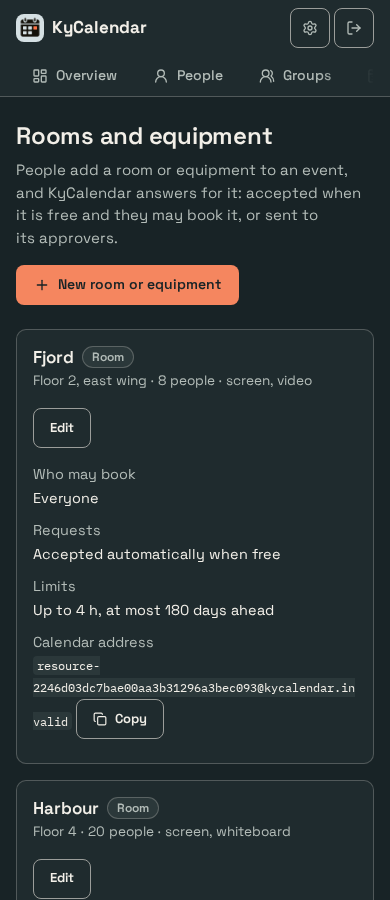 KyCalendar
Overview People Groups
Rooms and equipment
People add a room or equipment to an event,
and KyCalendar answers for it: accepted when
it is free and they may book it, or sent to
its approvers.
New room or equipment
Fjord Room
Floor 2, east wing · 8 people · screen, video
Edit
Who may book
Everyone
Requests
Accepted automatically when free
Limits
Up to 4 h, at most 180 days ahead
Calendar address
resource-
2246d03dc7bae00aa3b31296a3bec093@kycalendar.in
valid Copy
Harbour Room
Floor 4 · 20 people · screen, whiteboard
Edit